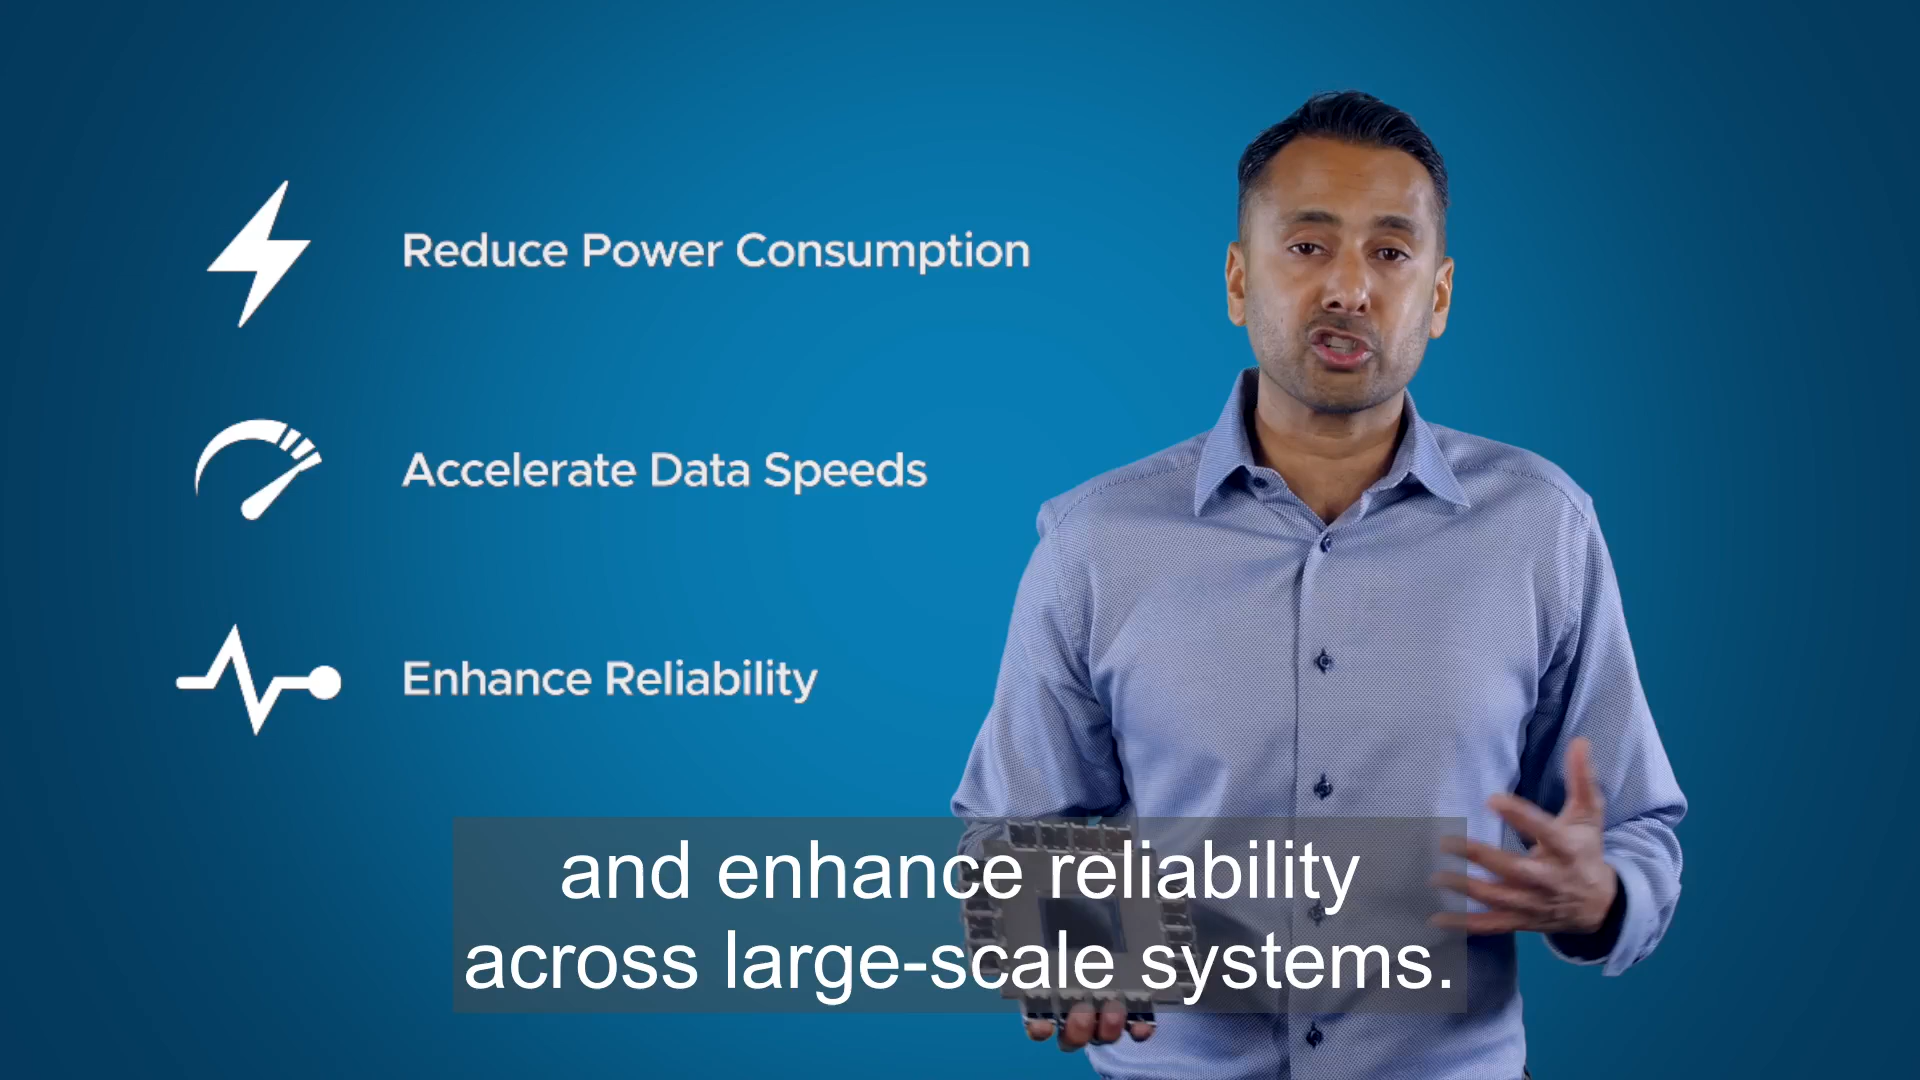 Reduce Power Consumption
Accelerate Data Speeds
Enhance Reliability
and enhance reliability
across large-scale systems.